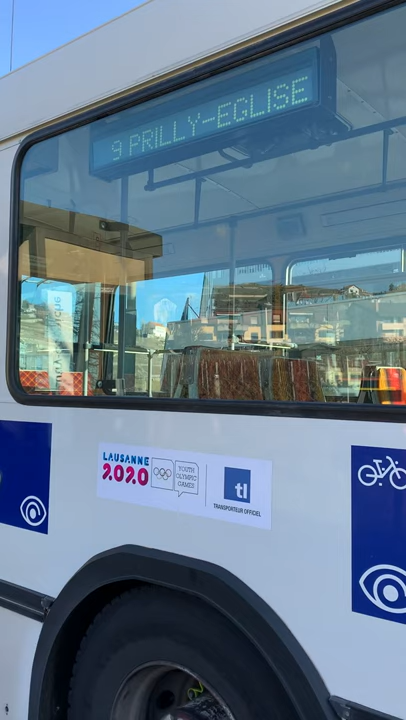 9 PRILLY-EGLISE
LAUSANNE
2020
YOUTH
OLYMPIC
GAMES
tl
TRANSPORTEUR OFFICIEL